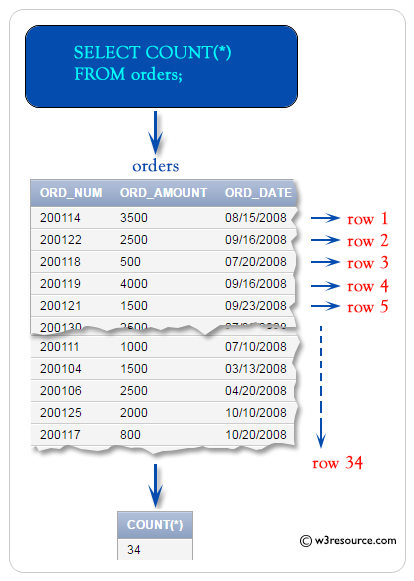 SELECT COUNT(*)
FROM orders;
orders
ORD_NUM ORD_AMOUNT ORD_DATE
200114 3500 08/15/2008 row 1
200122 2500 09/16/2008 row 2
200118 500 07/20/2008 row 3
200119 4000 09/16/2008 row 4
200121 1500 09/23/2008 row 5
200130 2500
200111 1000 07/10/2008
200104 1500 03/13/2008
200106 2500 04/20/2008
200125 2000 10/10/2008
200117 800 10/20/2008
row 34
COUNT(*)
34
© w3resource.com